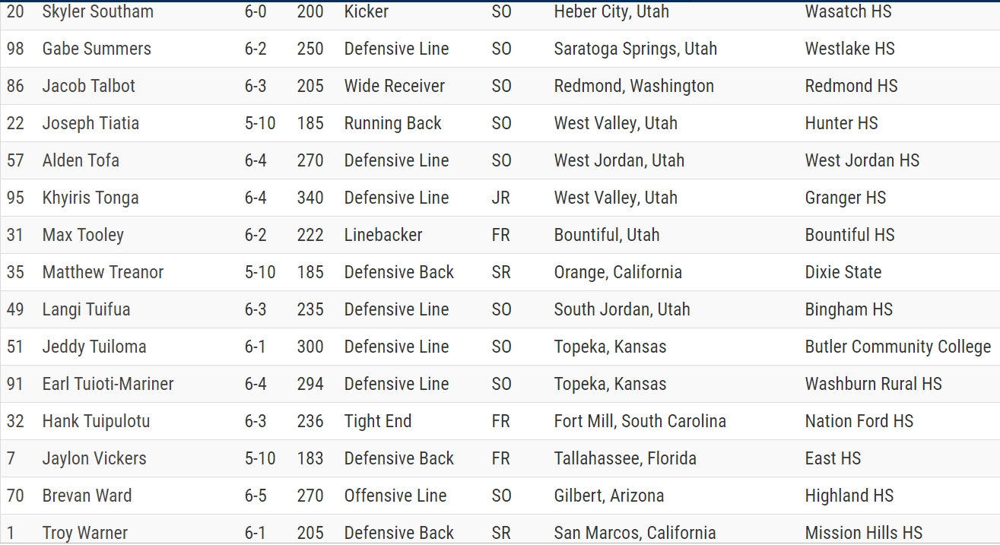 20 Skyler Southam 6-0 200 Kicker SO Heber City, Utah Wasatch HS
98 Gabe Summers 6-2 250 Defensive Line SO Saratoga Springs, Utah Westlake HS
86 Jacob Talbot 6-3 205 Wide Receiver SO Redmond, Washington Redmond HS
22 Joseph Tiatia 5-10 185 Running Back SO West Valley, Utah Hunter HS
57 Alden Tofa 6-4 270 Defensive Line SO West Jordan, Utah West Jordan HS
95 Khyiris Tonga 6-4 340 Defensive Line JR West Valley, Utah Granger HS
31 Max Tooley 6-2 222 Linebacker FR Bountiful, Utah Bountiful HS
35 Matthew Treanor 5-10 185 Defensive Back SR Orange, California Dixie State
49 Langi Tuifua 6-3 235 Defensive Line SO South Jordan, Utah Bingham HS
51 Jeddy Tuiloma 6-1 300 Defensive Line SO Topeka, Kansas Butler Community College
91 Earl Tuioti-Mariner 6-4 294 Defensive Line SO Topeka, Kansas Washburn Rural HS
32 Hank Tuipulotu 6-3 236 Tight End FR Fort Mill, South Carolina Nation Ford HS
7 Jaylon Vickers 5-10 183 Defensive Back FR Tallahassee, Florida East HS
70 Brevan Ward 6-5 270 Offensive Line SO Gilbert, Arizona Highland HS
1 Troy Warner 6-1 205 Defensive Back SR San Marcos, California Mission Hills HS